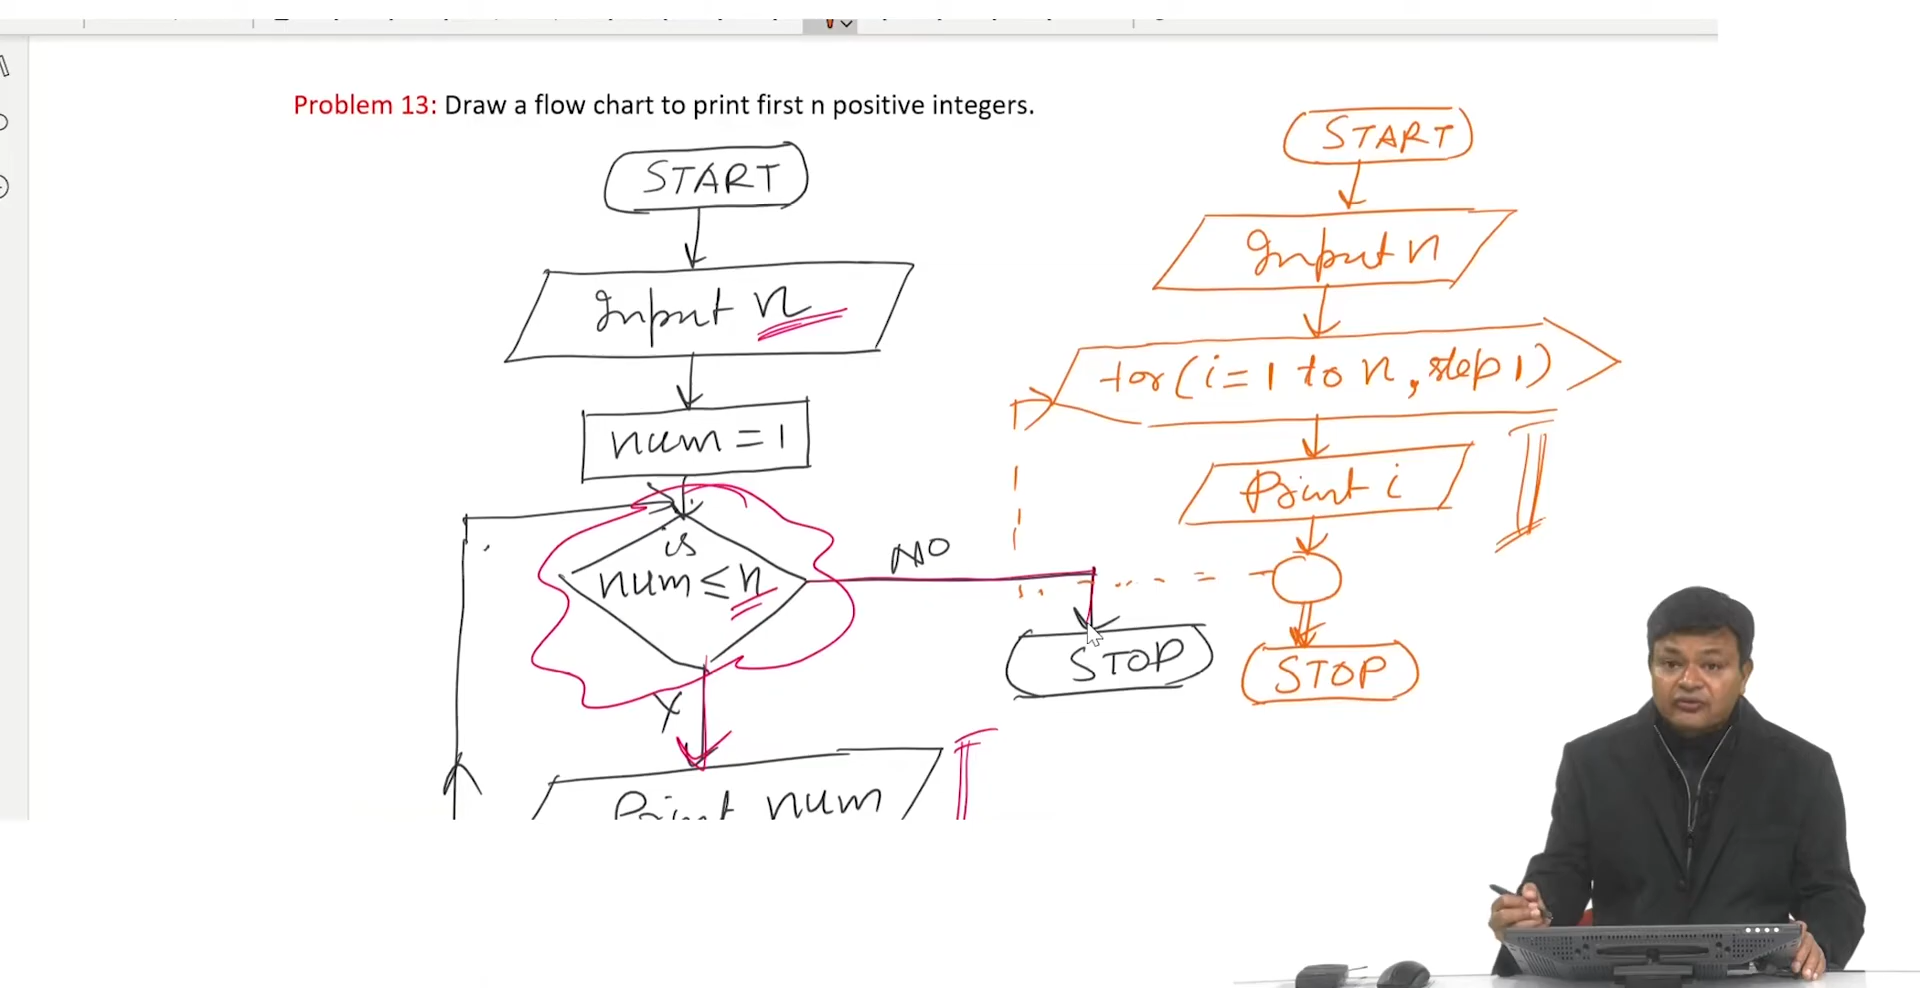 Problem 13: Draw a flow chart to print first n positive integers.
START
Input n
num = 1
is
num ≤ n
NO
STOP
Y
Print num
START
Input n
for (i = 1 to n, step 1)
Print i
STOP